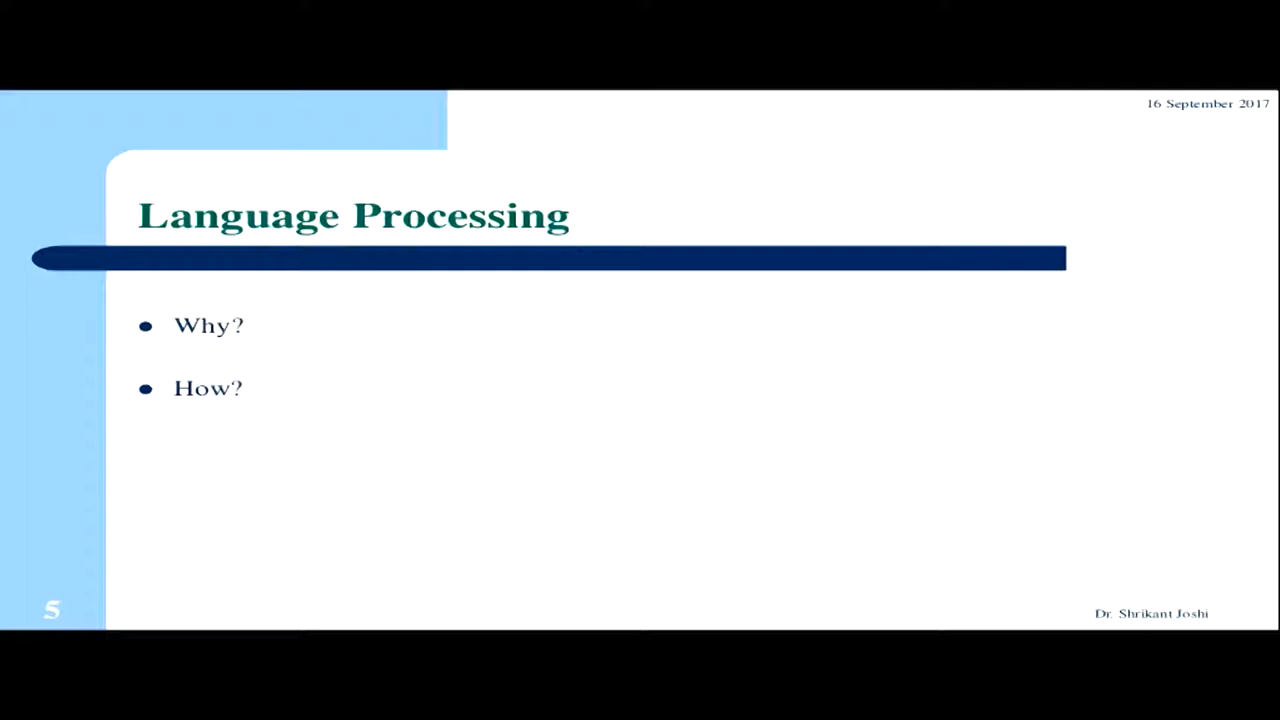 16 September 2017
Language Processing
• Why?
• How?
5
Dr. Shrikant Joshi